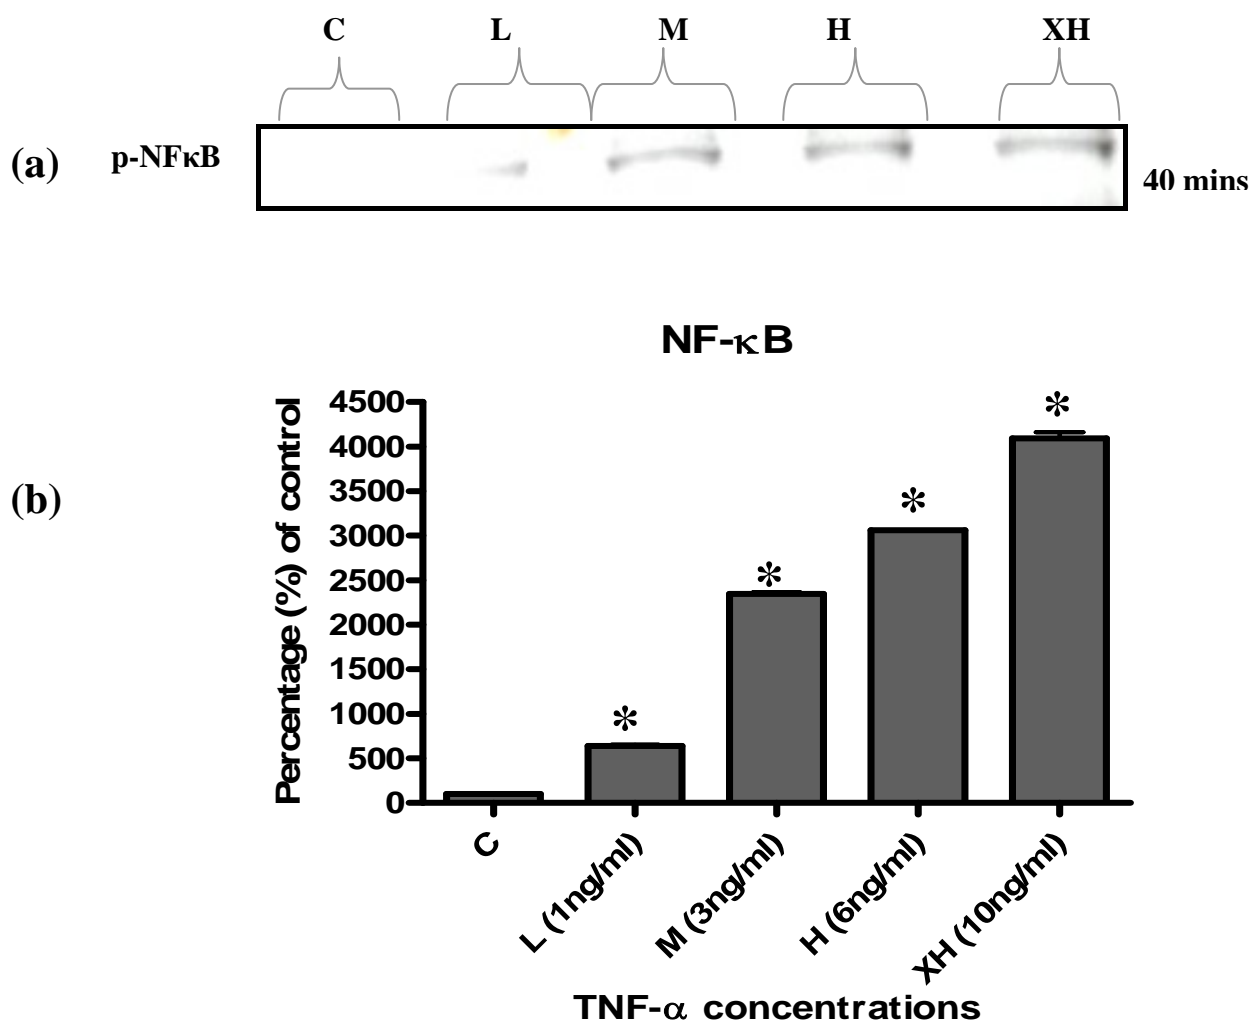 C L M H XH
(a) p-NFκB 40 mins
NF-κB
(b)
Percentage (%) of control
4500
4000
3500
3000
2500
2000
1500
1000
500
0
* * * *
C L (1ng/ml) M (3ng/ml) H (6ng/ml) XH (10ng/ml)
TNF-α concentrations